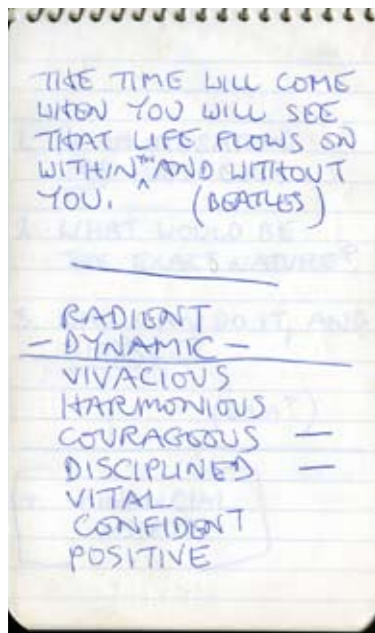 THE TIME WILL COME
WHEN YOU WILL SEE
THAT LIFE FLOWS ON
WITHIN AND WITHOUT
YOU. (BEATLES)
RADIENT
- DYNAMIC -
VIVACIOUS
HARMONIOUS
COURAGEOUS —
DISCIPLINED —
VITAL
CONFIDENT
POSITIVE